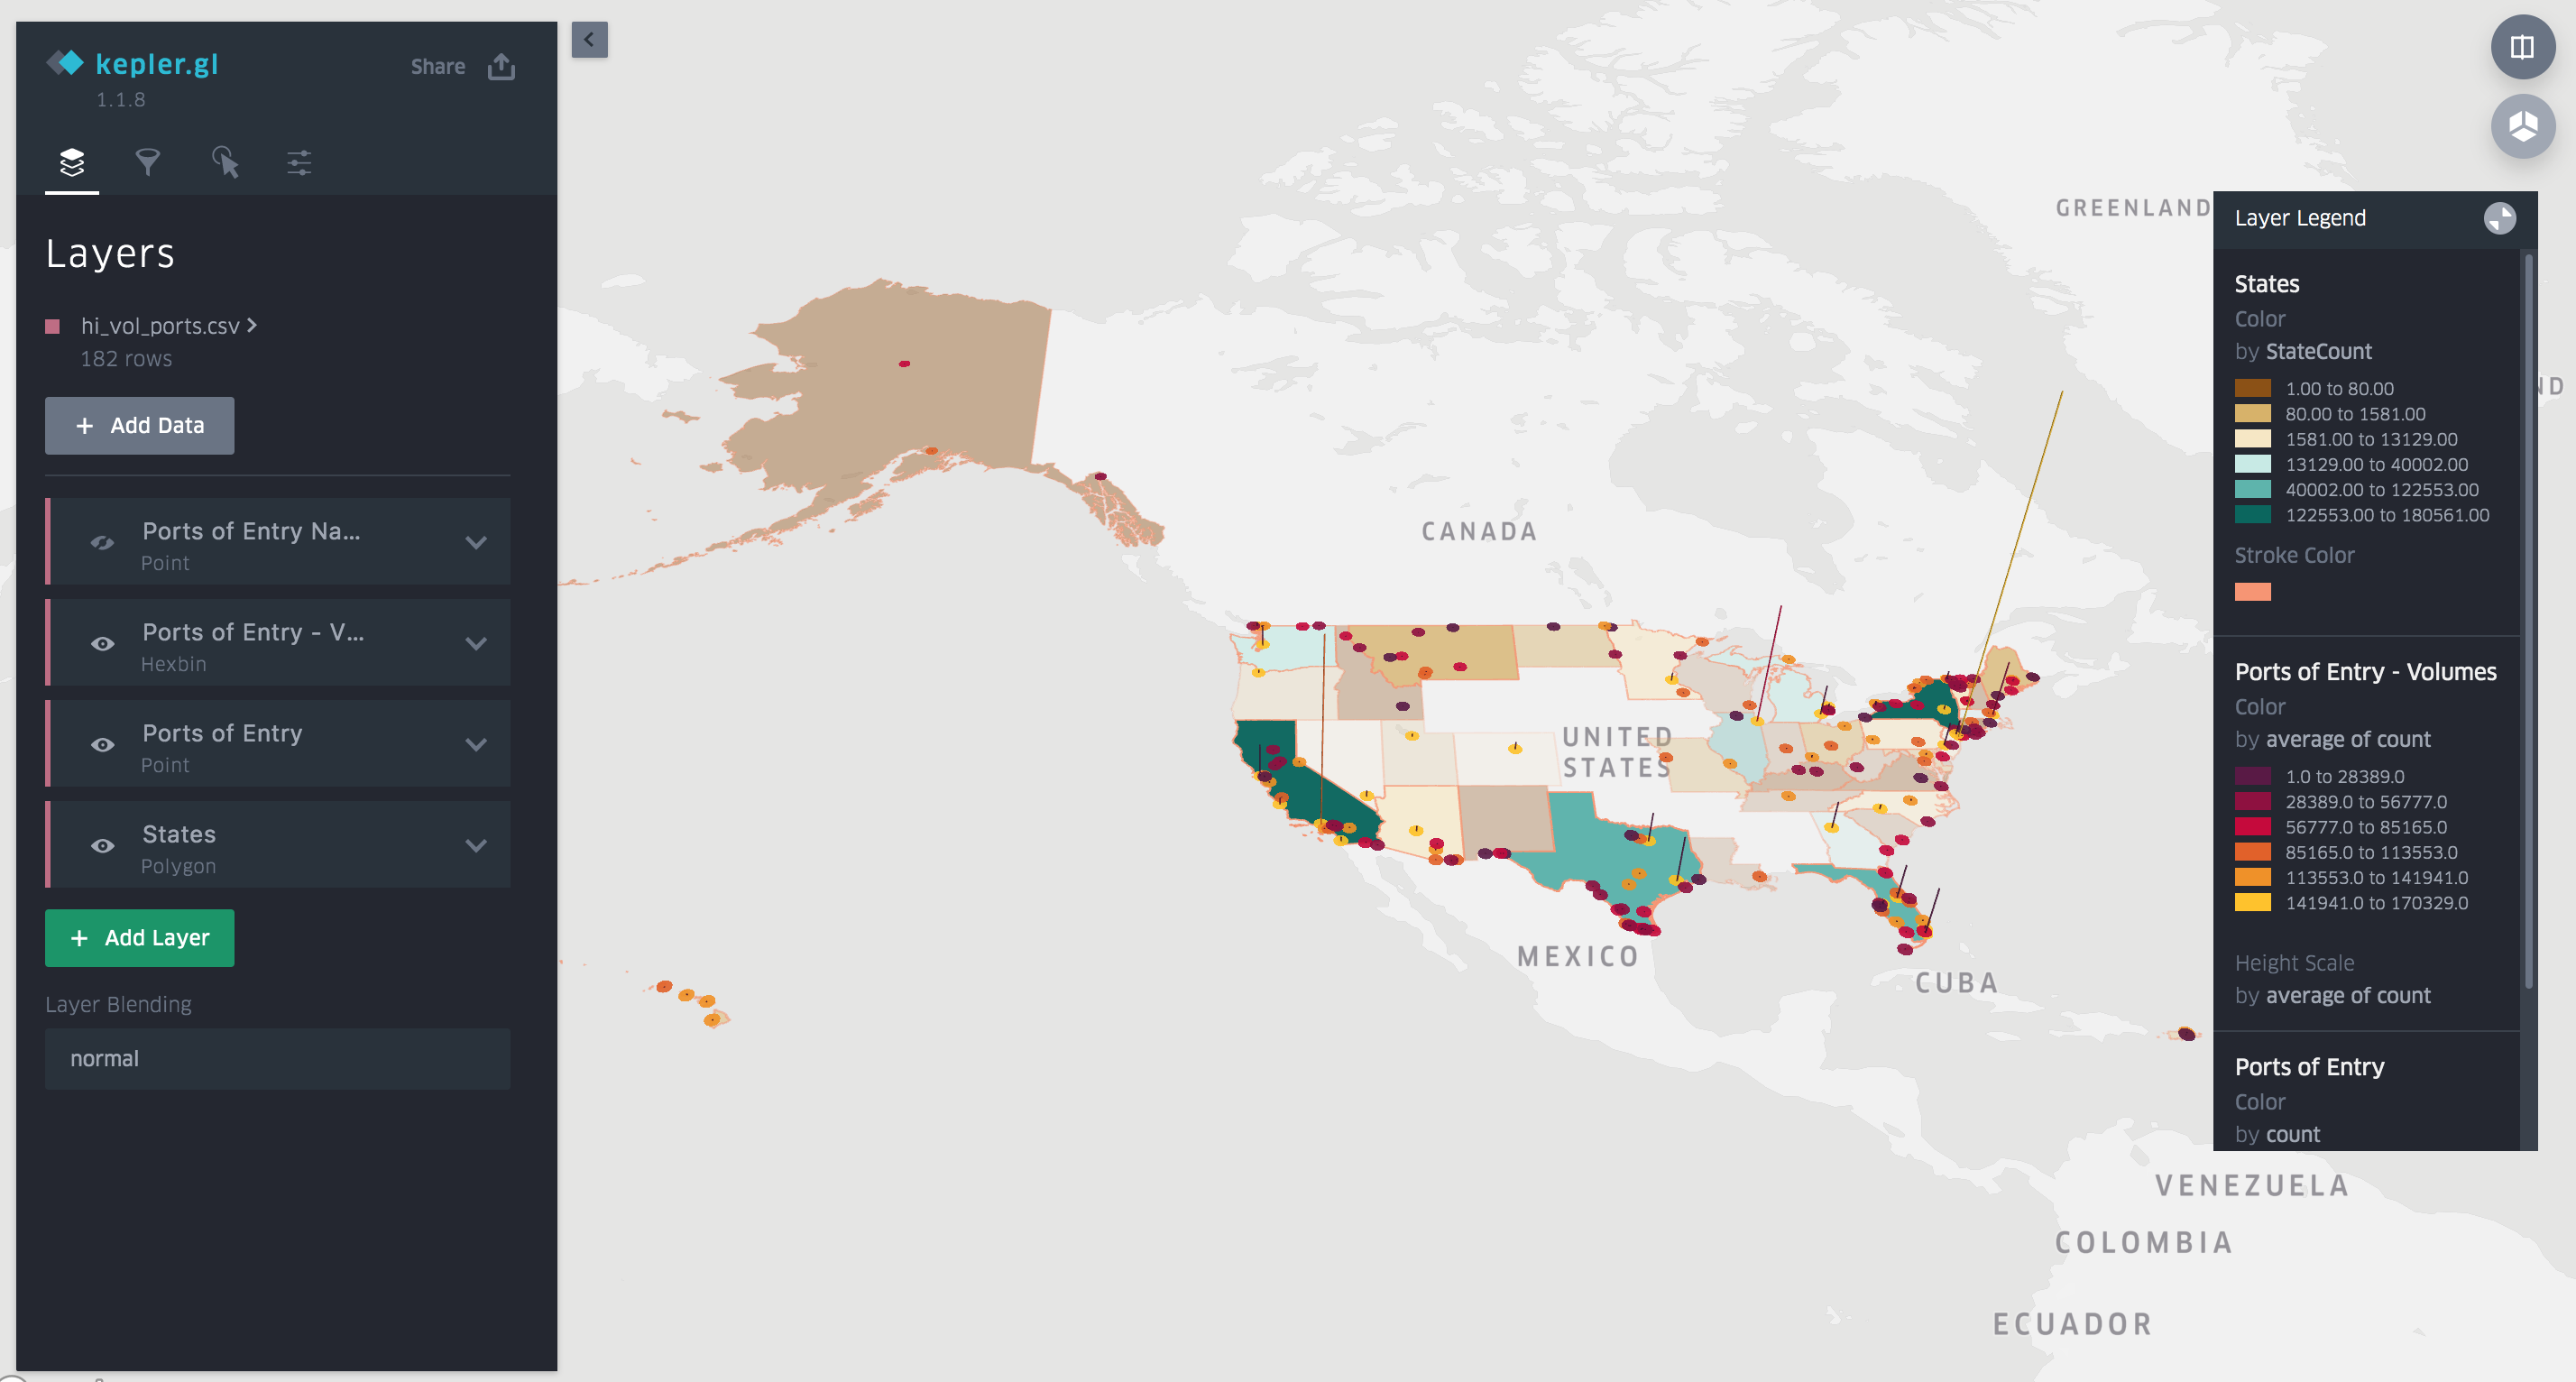 kepler.gl
1.1.8
Share
Layers
hi_vol_ports.csv
182 rows
+ Add Data
Ports of Entry Na...
Point
Ports of Entry - V...
Hexbin
Ports of Entry
Point
States
Polygon
+ Add Layer
Layer Blending
normal
GREENLAND
CANADA
UNITED
STATES
MEXICO
CUBA
VENEZUELA
COLOMBIA
ECUADOR
ND
Layer Legend
States
Color
by StateCount
1.00 to 80.00
80.00 to 1581.00
1581.00 to 13129.00
13129.00 to 40002.00
40002.00 to 122553.00
122553.00 to 180561.00
Stroke Color
Ports of Entry - Volumes
Color
by average of count
1.0 to 28389.0
28389.0 to 56777.0
56777.0 to 85165.0
85165.0 to 113553.0
113553.0 to 141941.0
141941.0 to 170329.0
Height Scale
by average of count
Ports of Entry
Color
by count